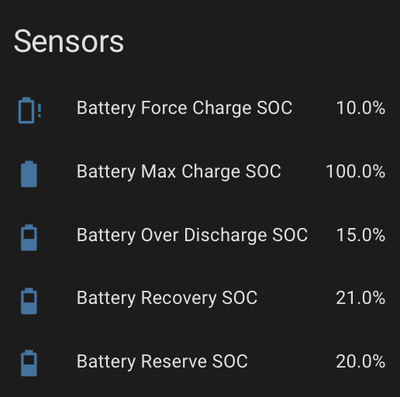 Sensors
Battery Force Charge SOC 10.0%
Battery Max Charge SOC 100.0%
Battery Over Discharge SOC 15.0%
Battery Recovery SOC 21.0%
Battery Reserve SOC 20.0%